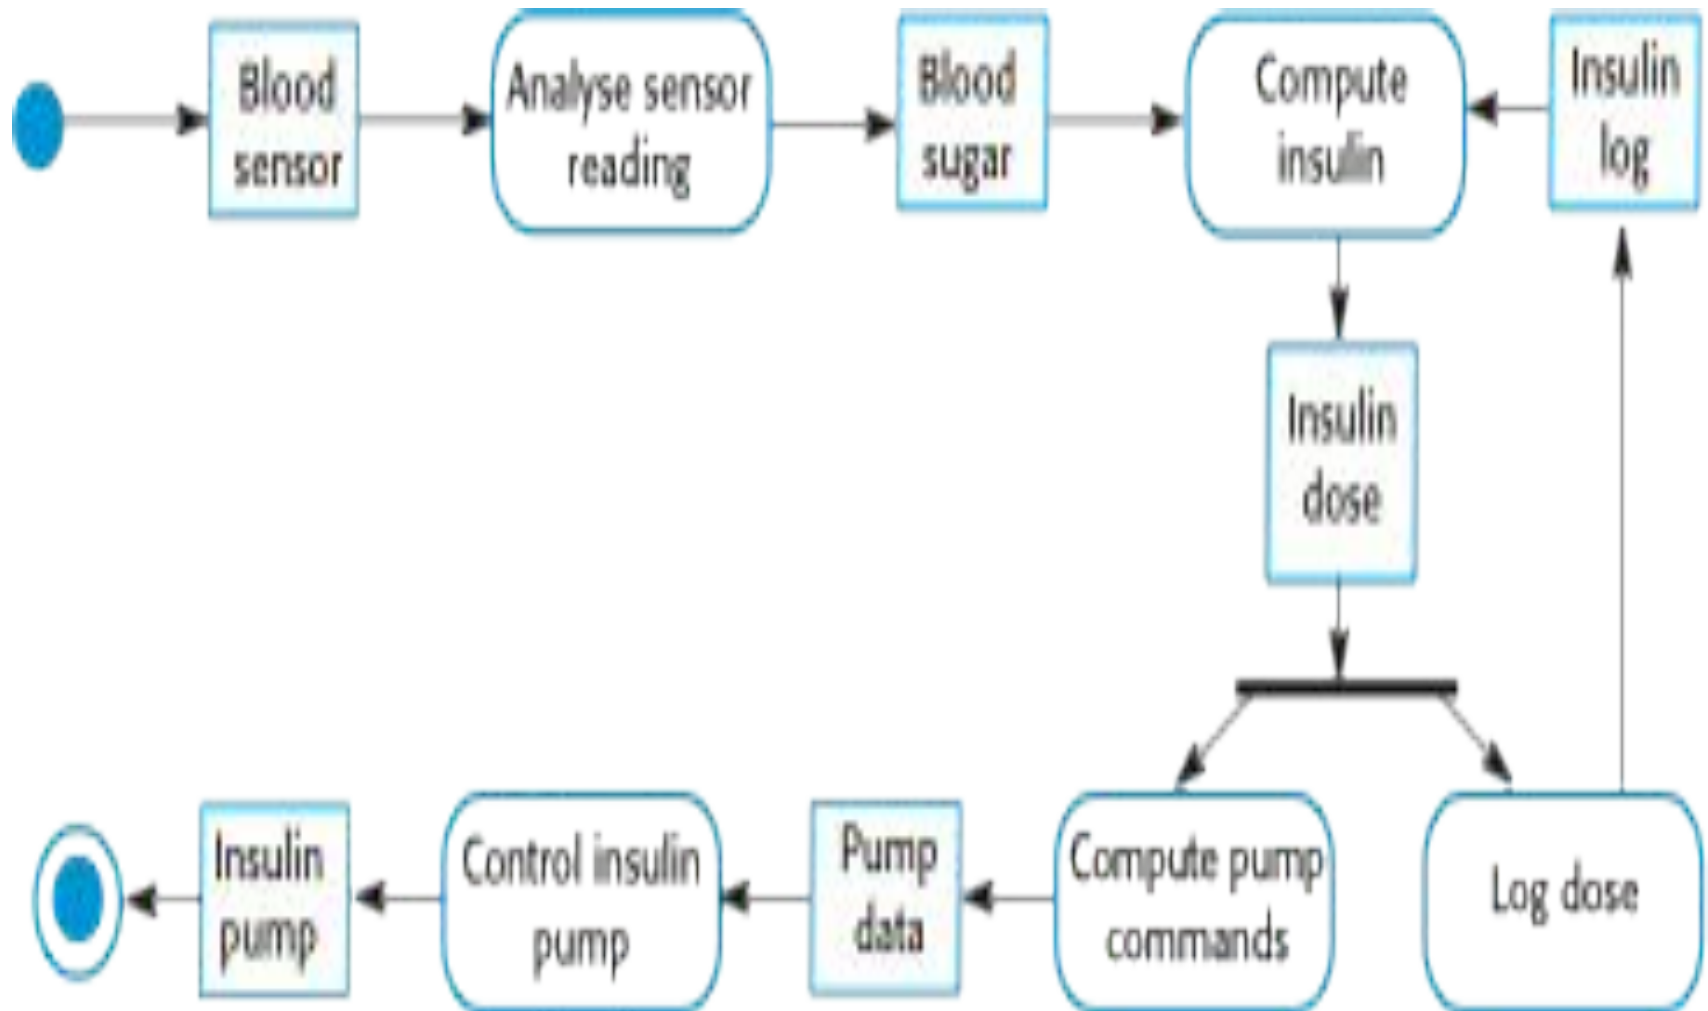 Blood
sensor
Analyse sensor
reading
Blood
sugar
Compute
insulin
Insulin
log
Insulin
dose
Insulin
pump
Control insulin
pump
Pump
data
Compute pump
commands
Log dose